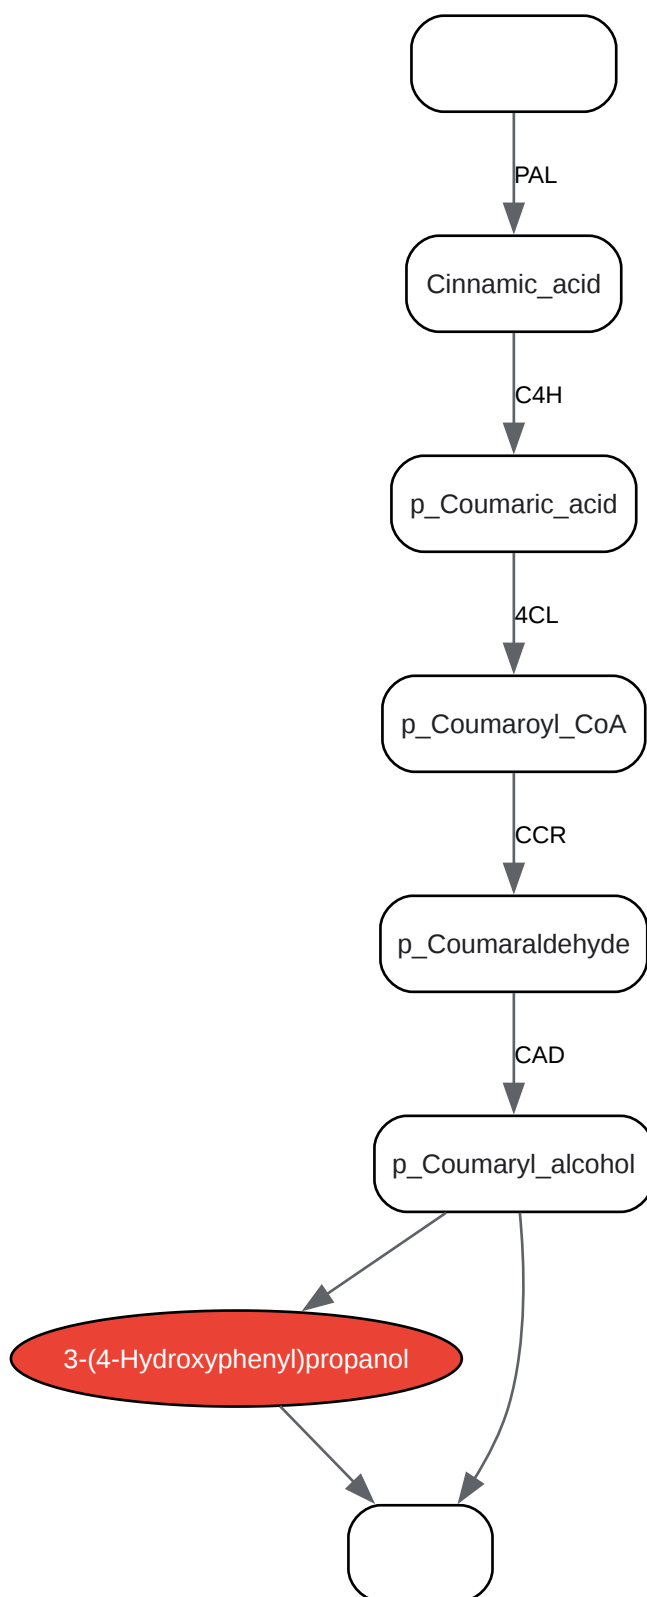 PAL
Cinnamic_acid
C4H
p_Coumaric_acid
4CL
p_Coumaroyl_CoA
CCR
p_Coumaraldehyde
CAD
p_Coumaryl_alcohol
3-(4-Hydroxyphenyl)propanol